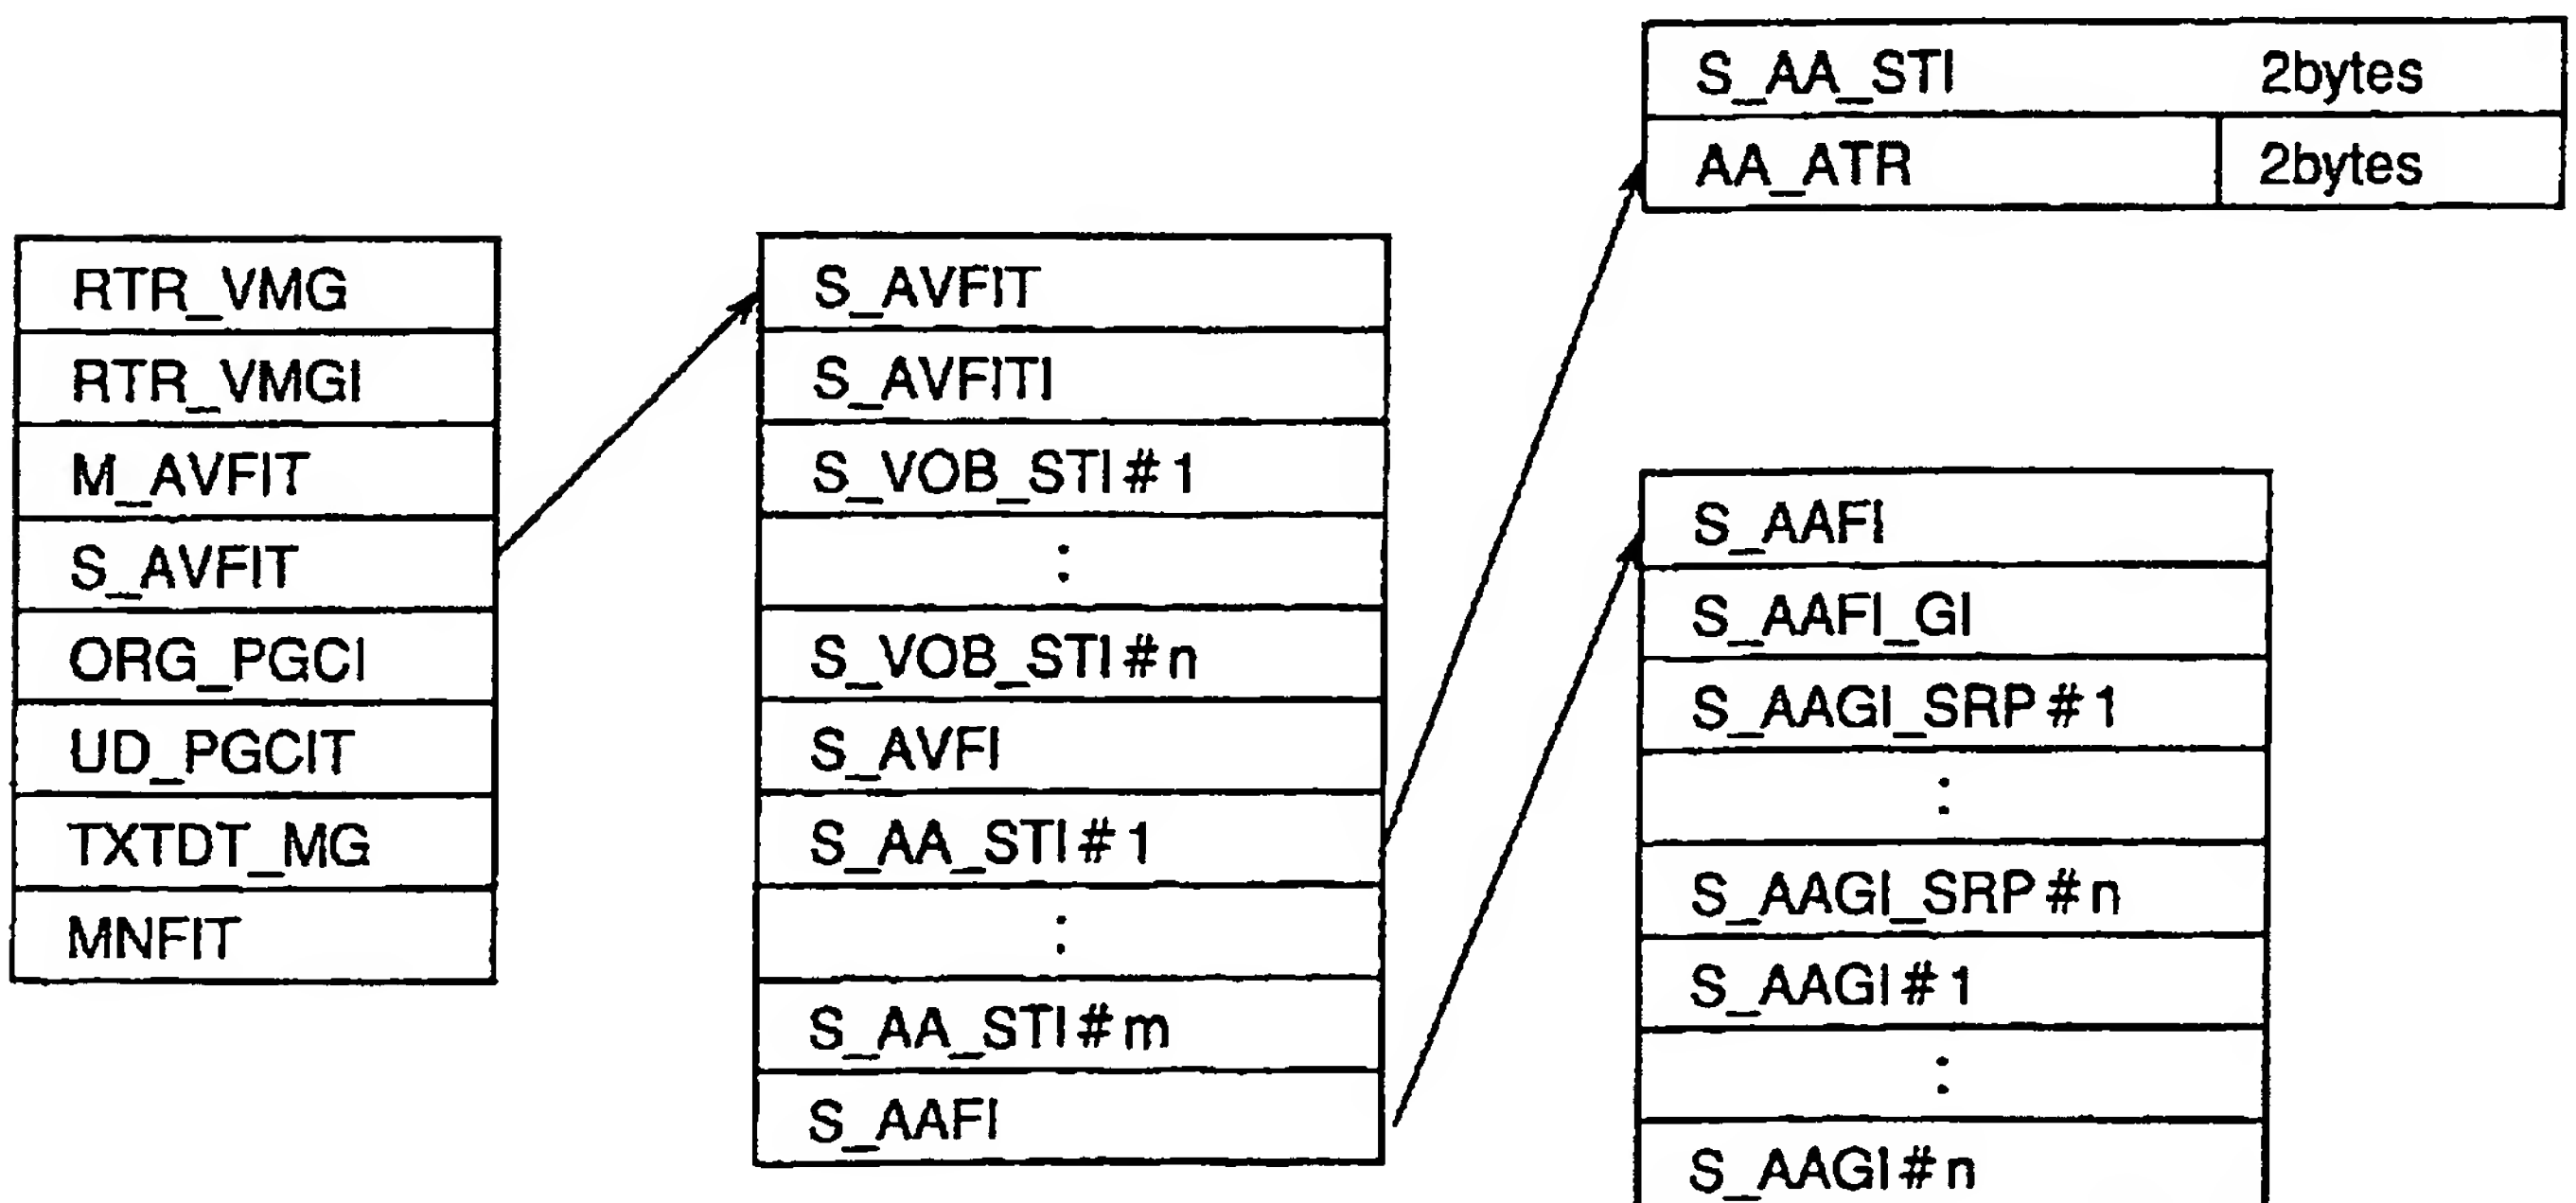 RTR_VMG
RTR_VMGI
M_AVFIT
S_AVFIT
ORG_PGCI
UD_PGCIT
TXTDT_MG
MNFIT
S_AVFIT
S_AVFITI
S_VOB_STI#1
:
S_VOB_STI#n
S_AVFI
S_AA_STI#1
:
S_AA_STI#m
S_AAFI
S_AA_STI 2bytes
AA_ATR 2bytes
S_AAFI
S_AAFI_GI
S_AAGI_SRP#1
:
S_AAGI_SRP#n
S_AAGI#1
:
S_AAGI#n